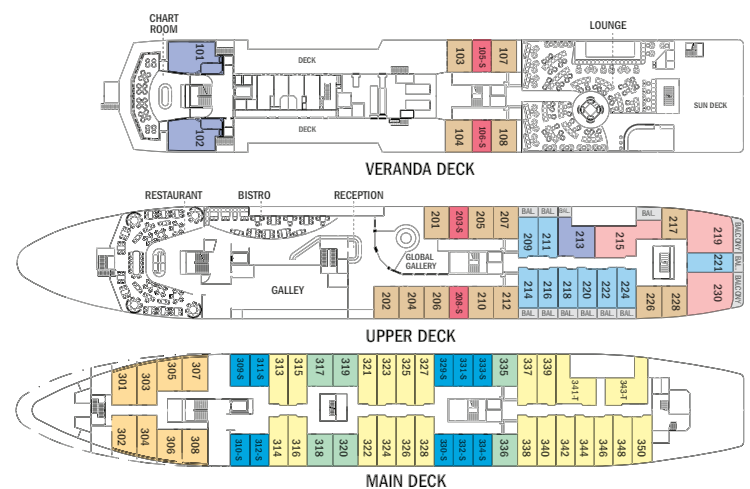 CHART
ROOM
LOUNGE
101
DECK
103
105-S
107
SUN DECK
102
DECK
104
106-S
108
VERANDA DECK
RESTAURANT
BISTRO
RECEPTION
201
203-S
205
207
BAL.
BAL.
BAL.
BAL.
209
211
213
215
217
219
BALCONY
GLOBAL
GALLERY
221
BAL.
GALLEY
202
204
206
208-S
210
212
214
216
218
220
222
224
226
228
230
BALCONY
BAL.
BAL.
BAL.
BAL.
BAL.
BAL.
UPPER DECK
301
303
305
307
309-S
311-S
313
315
317
319
321
323
325
327
329-S
331-S
333-S
335
337
339
341-T
343-T
302
304
306
308
310-S
312-S
314
316
318
320
322
324
326
328
330-S
332-S
334-S
336
338
340
342
344
346
348
350
MAIN DECK